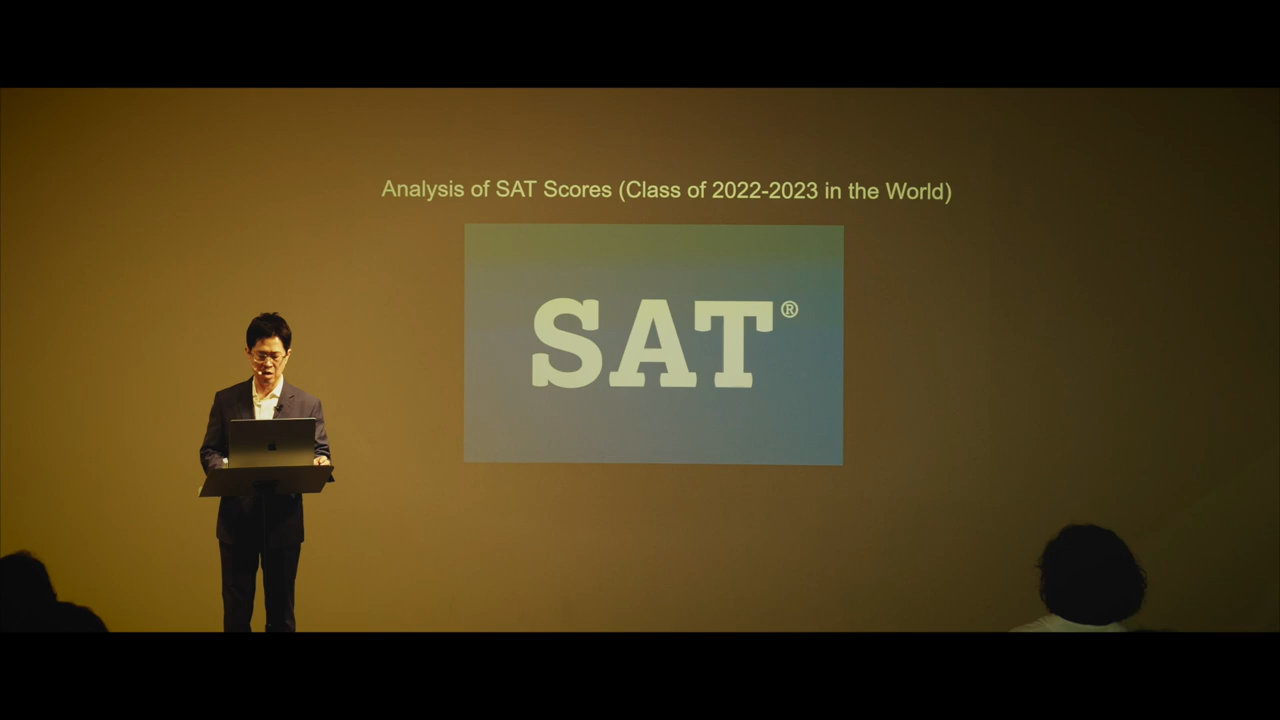 Analysis of SAT Scores (Class of 2022-2023 in the World)
SAT®